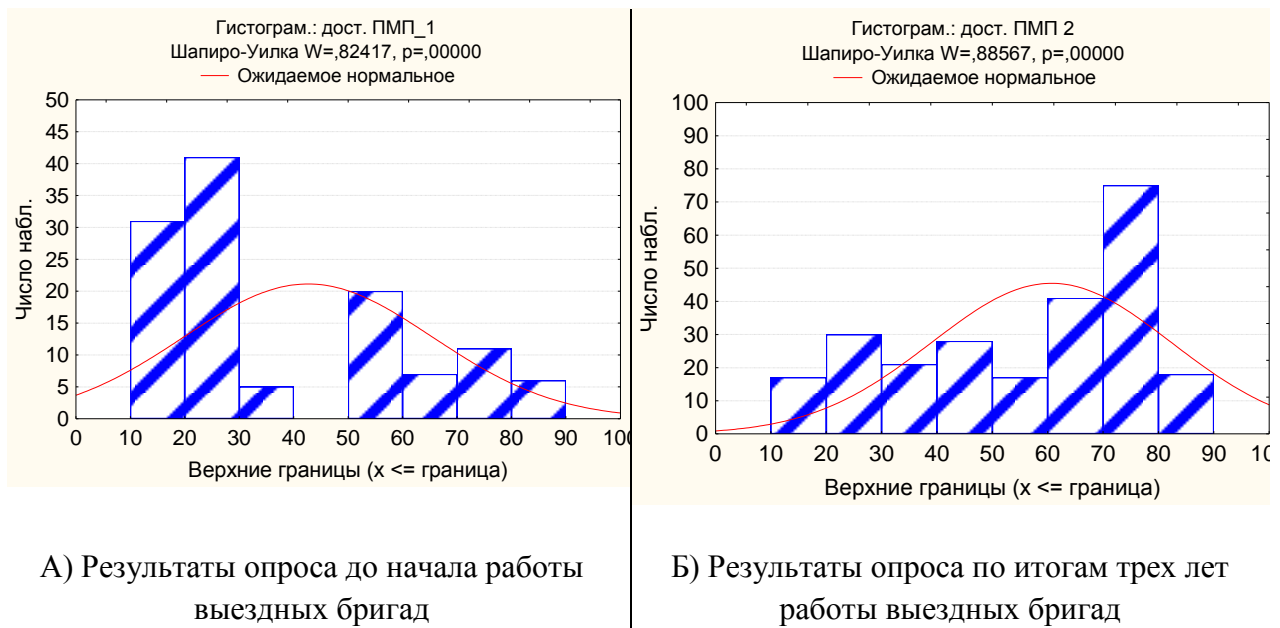 Гистограм.: дост. ПМП_1
Шапиро-Уилка W=,82417, p=,00000
Ожидаемое нормальное
50
45
40
35
30
25
20
15
10
5
0
Число набл.
0 10 20 30 40 50 60 70 80 90 100
Верхние границы (x <= граница)
А) Результаты опроса до начала работы
выездных бригад
Гистограм.: дост. ПМП 2
Шапиро-Уилка W=,88567, p=,00000
Ожидаемое нормальное
100
90
80
70
60
50
40
30
20
10
0
Число набл.
0 10 20 30 40 50 60 70 80 90 10
Верхние границы (x <= граница)
Б) Результаты опроса по итогам трех лет
работы выездных бригад